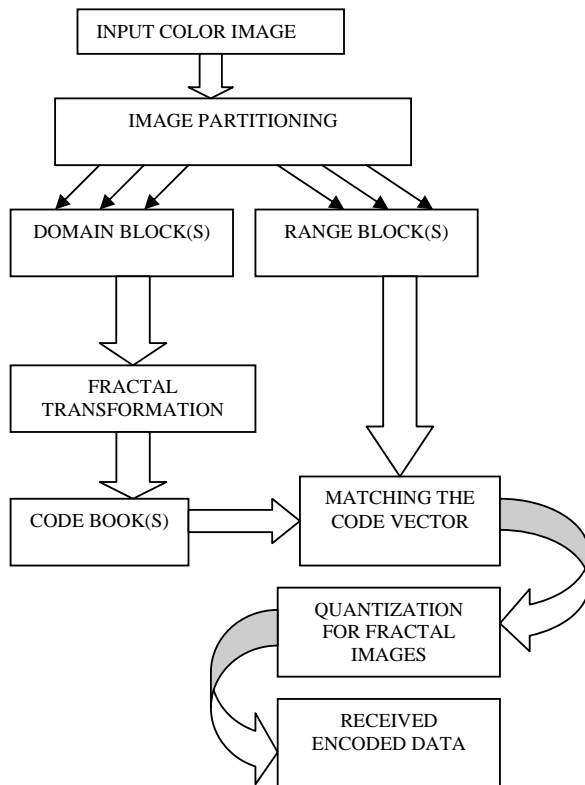 INPUT COLOR IMAGE
IMAGE PARTITIONING
DOMAIN BLOCK(S)
RANGE BLOCK(S)
FRACTAL
TRANSFORMATION
CODE BOOK(S)
MATCHING THE
CODE VECTOR
QUANTIZATION
FOR FRACTAL
IMAGES
RECEIVED
ENCODED DATA